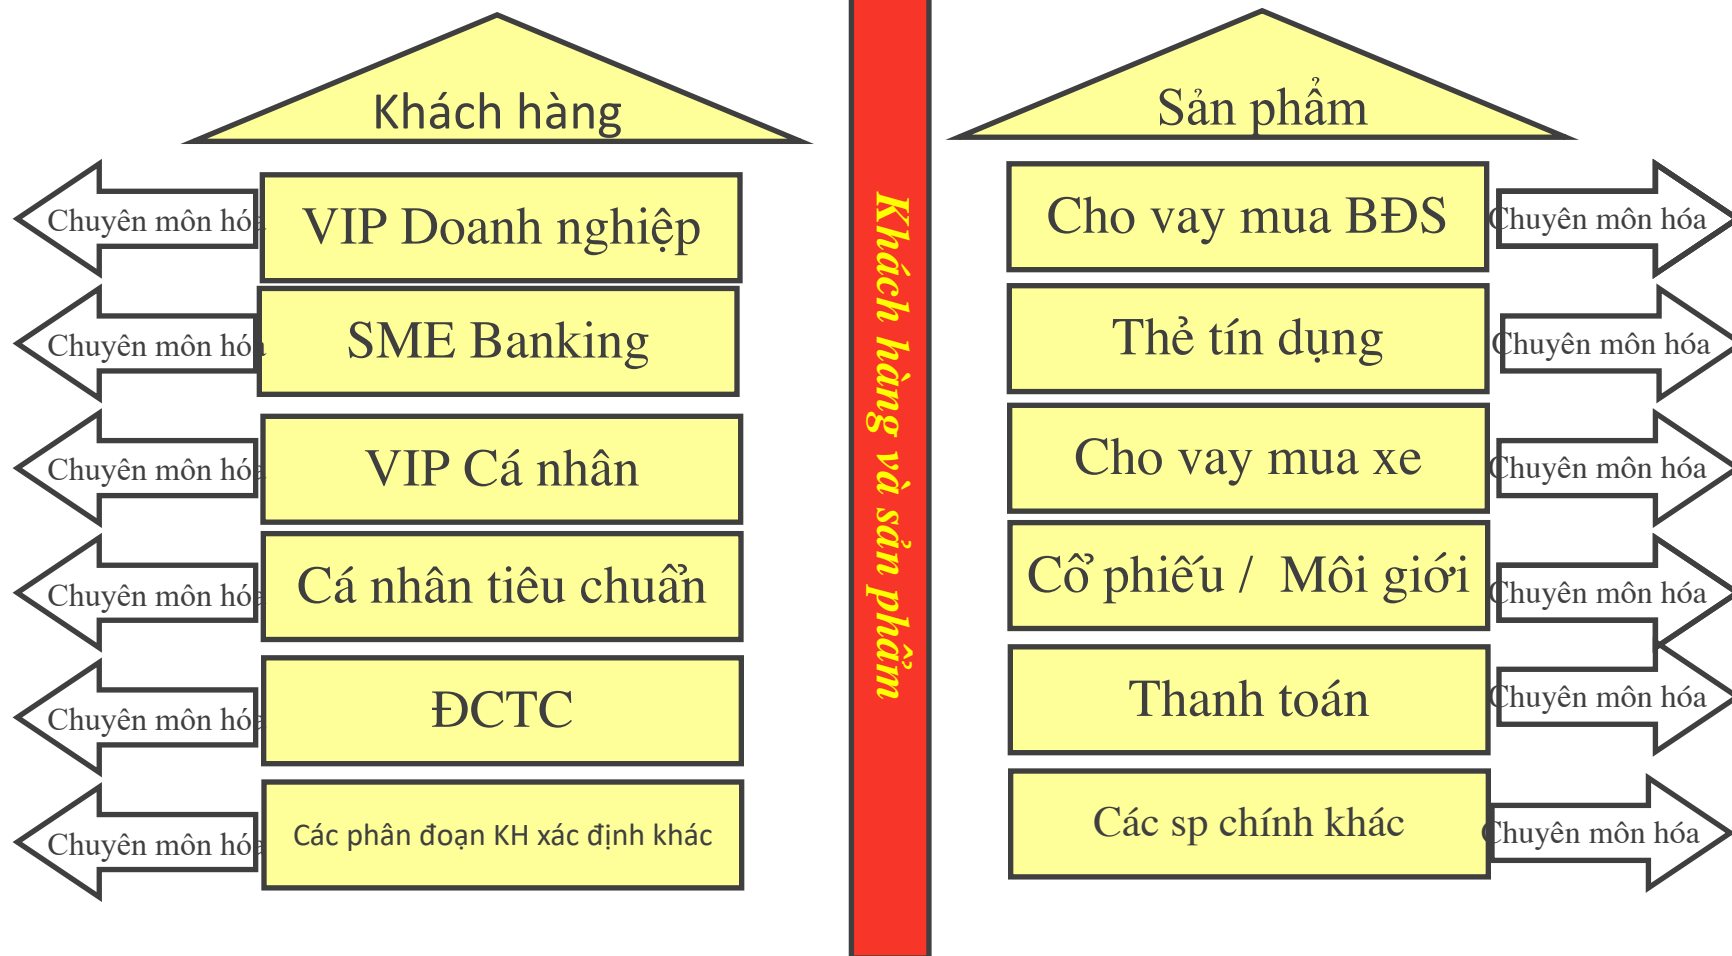 Khách hàng
Chuyên môn hóa
VIP Doanh nghiệp
Chuyên môn hóa
SME Banking
Chuyên môn hóa
VIP Cá nhân
Chuyên môn hóa
Cá nhân tiêu chuẩn
Chuyên môn hóa
ĐCTC
Chuyên môn hóa
Các phân đoạn KH xác định khác
Khách hàng và sản phẩm
Sản phẩm
Cho vay mua BĐS
Chuyên môn hóa
Thẻ tín dụng
Chuyên môn hóa
Cho vay mua xe
Chuyên môn hóa
Cổ phiếu / Môi giới
Chuyên môn hóa
Thanh toán
Chuyên môn hóa
Các sp chính khác
Chuyên môn hóa